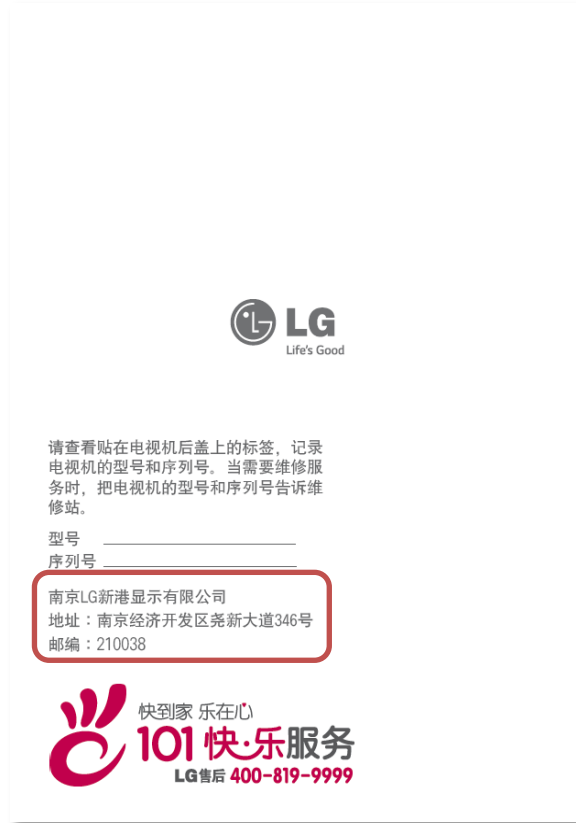 LG
Life's Good
请查看贴在电视机后盖上的标签，记录
电视机的型号和序列号。当需要维修服
务时，把电视机的型号和序列号告诉维
修站。
型号
序列号
南京LG新港显示有限公司
地址：南京经济开发区尧新大道346号
邮编：210038
快到家 乐在心
101 快·乐服务
LG售后 400-819-9999